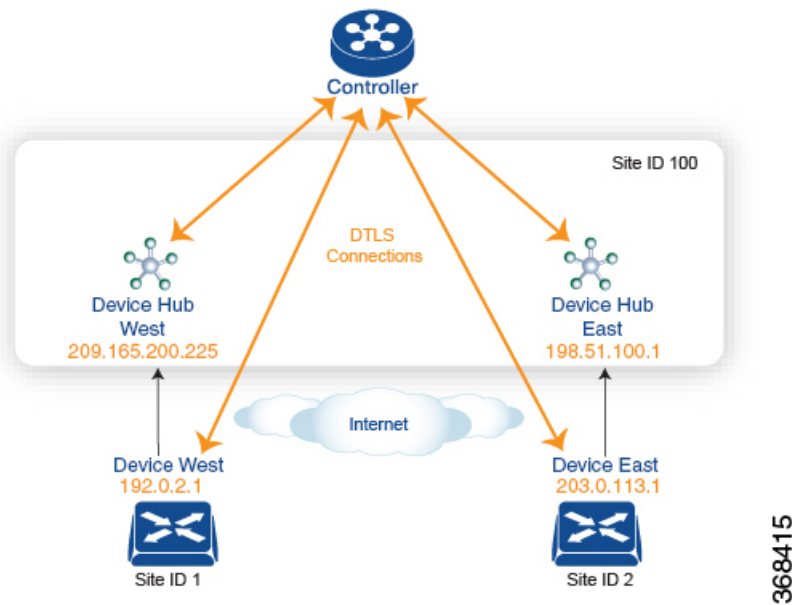 Controller
Site ID 100
DTLS
Connections
Device Hub
West
209.165.200.225
Device Hub
East
198.51.100.1
Internet
Device West
192.0.2.1
Site ID 1
Device East
203.0.113.1
Site ID 2
368415